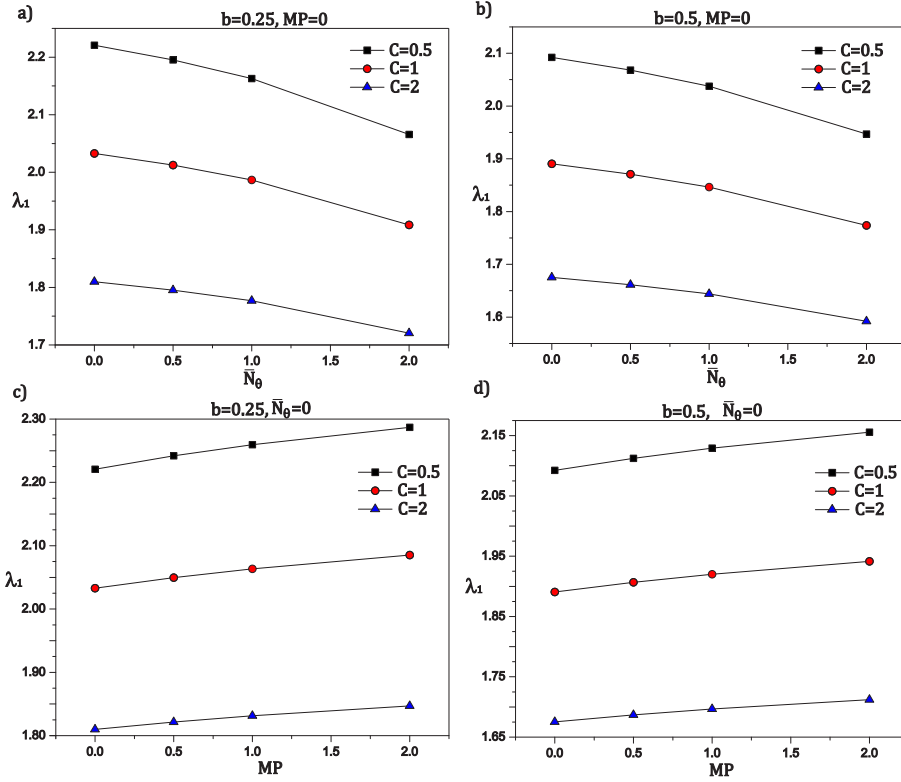 a)
b=0.25, MP=0
C=0.5
C=1
C=2
2.2
2.1
2.0
1.9
1.8
1.7
λ₁
0.0 0.5 1.0 1.5 2.0
N̅θ
b)
b=0.5, MP=0
C=0.5
C=1
C=2
2.1
2.0
1.9
1.8
1.7
1.6
λ₁
0.0 0.5 1.0 1.5 2.0
N̅θ
c)
b=0.25, N̅θ=0
C=0.5
C=1
C=2
2.30
2.20
2.10
2.00
1.90
1.80
λ₁
0.0 0.5 1.0 1.5 2.0
MP
d)
b=0.5, N̅θ=0
C=0.5
C=1
C=2
2.15
2.05
1.95
1.85
1.75
1.65
λ₁
0.0 0.5 1.0 1.5 2.0
MP